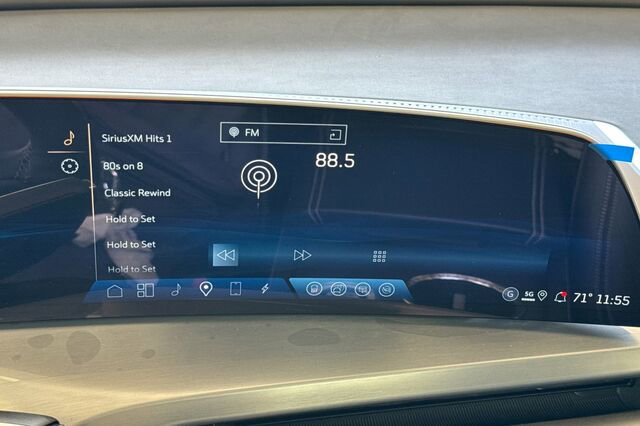 SiriusXM Hits 1
80s on 8
Classic Rewind
Hold to Set
Hold to Set
Hold to Set
FM
88.5
G 5G 71° 11:55